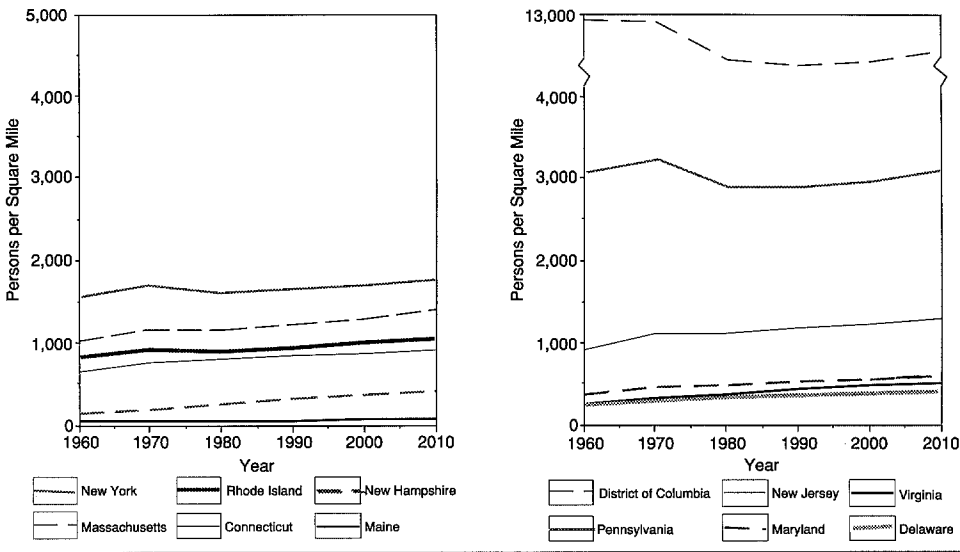 5,000
4,000
3,000
2,000
1,000
0
Persons per Square Mile
1960 1970 1980 1990 2000 2010
Year
New York Rhode Island New Hampshire
Massachusetts Connecticut Maine
13,000
4,000
3,000
2,000
1,000
0
Persons per Square Mile
1960 1970 1980 1990 2000 2010
Year
District of Columbia New Jersey Virginia
Pennsylvania Maryland Delaware